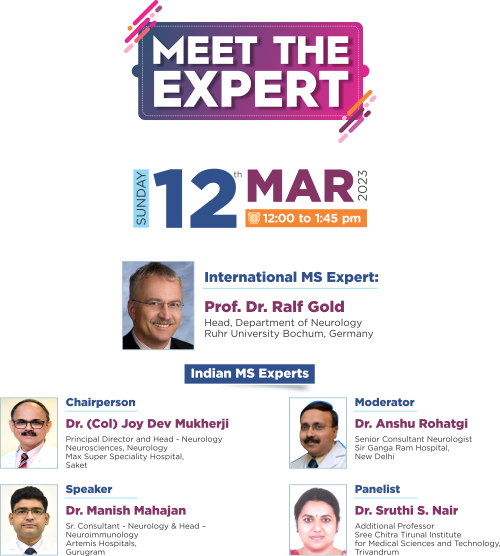 MEET THE
EXPERT
SUNDAY
12th MAR 2023
12:00 to 1:45 pm
International MS Expert:
Prof. Dr. Ralf Gold
Head, Department of Neurology
Ruhr University Bochum, Germany
Indian MS Experts
Chairperson
Dr. (Col) Joy Dev Mukherji
Principal Director and Head - Neurology
Neurosciences, Neurology
Max Super Speciality Hospital,
Saket
Moderator
Dr. Anshu Rohatgi
Senior Consultant Neurologist
Sir Ganga Ram Hospital,
New Delhi
Speaker
Dr. Manish Mahajan
Sr. Consultant - Neurology & Head –
Neuroimmunology
Artemis Hospitals,
Gurugram
Panelist
Dr. Sruthi S. Nair
Additional Professor
Sree Chitra Tirunal Institute
for Medical Sciences and Technology,
Trivandrum